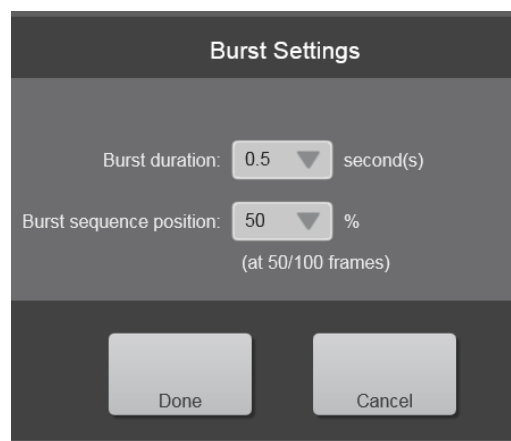 Burst Settings
Burst duration: 0.5 second(s)
Burst sequence position: 50 %
(at 50/100 frames)
Done Cancel